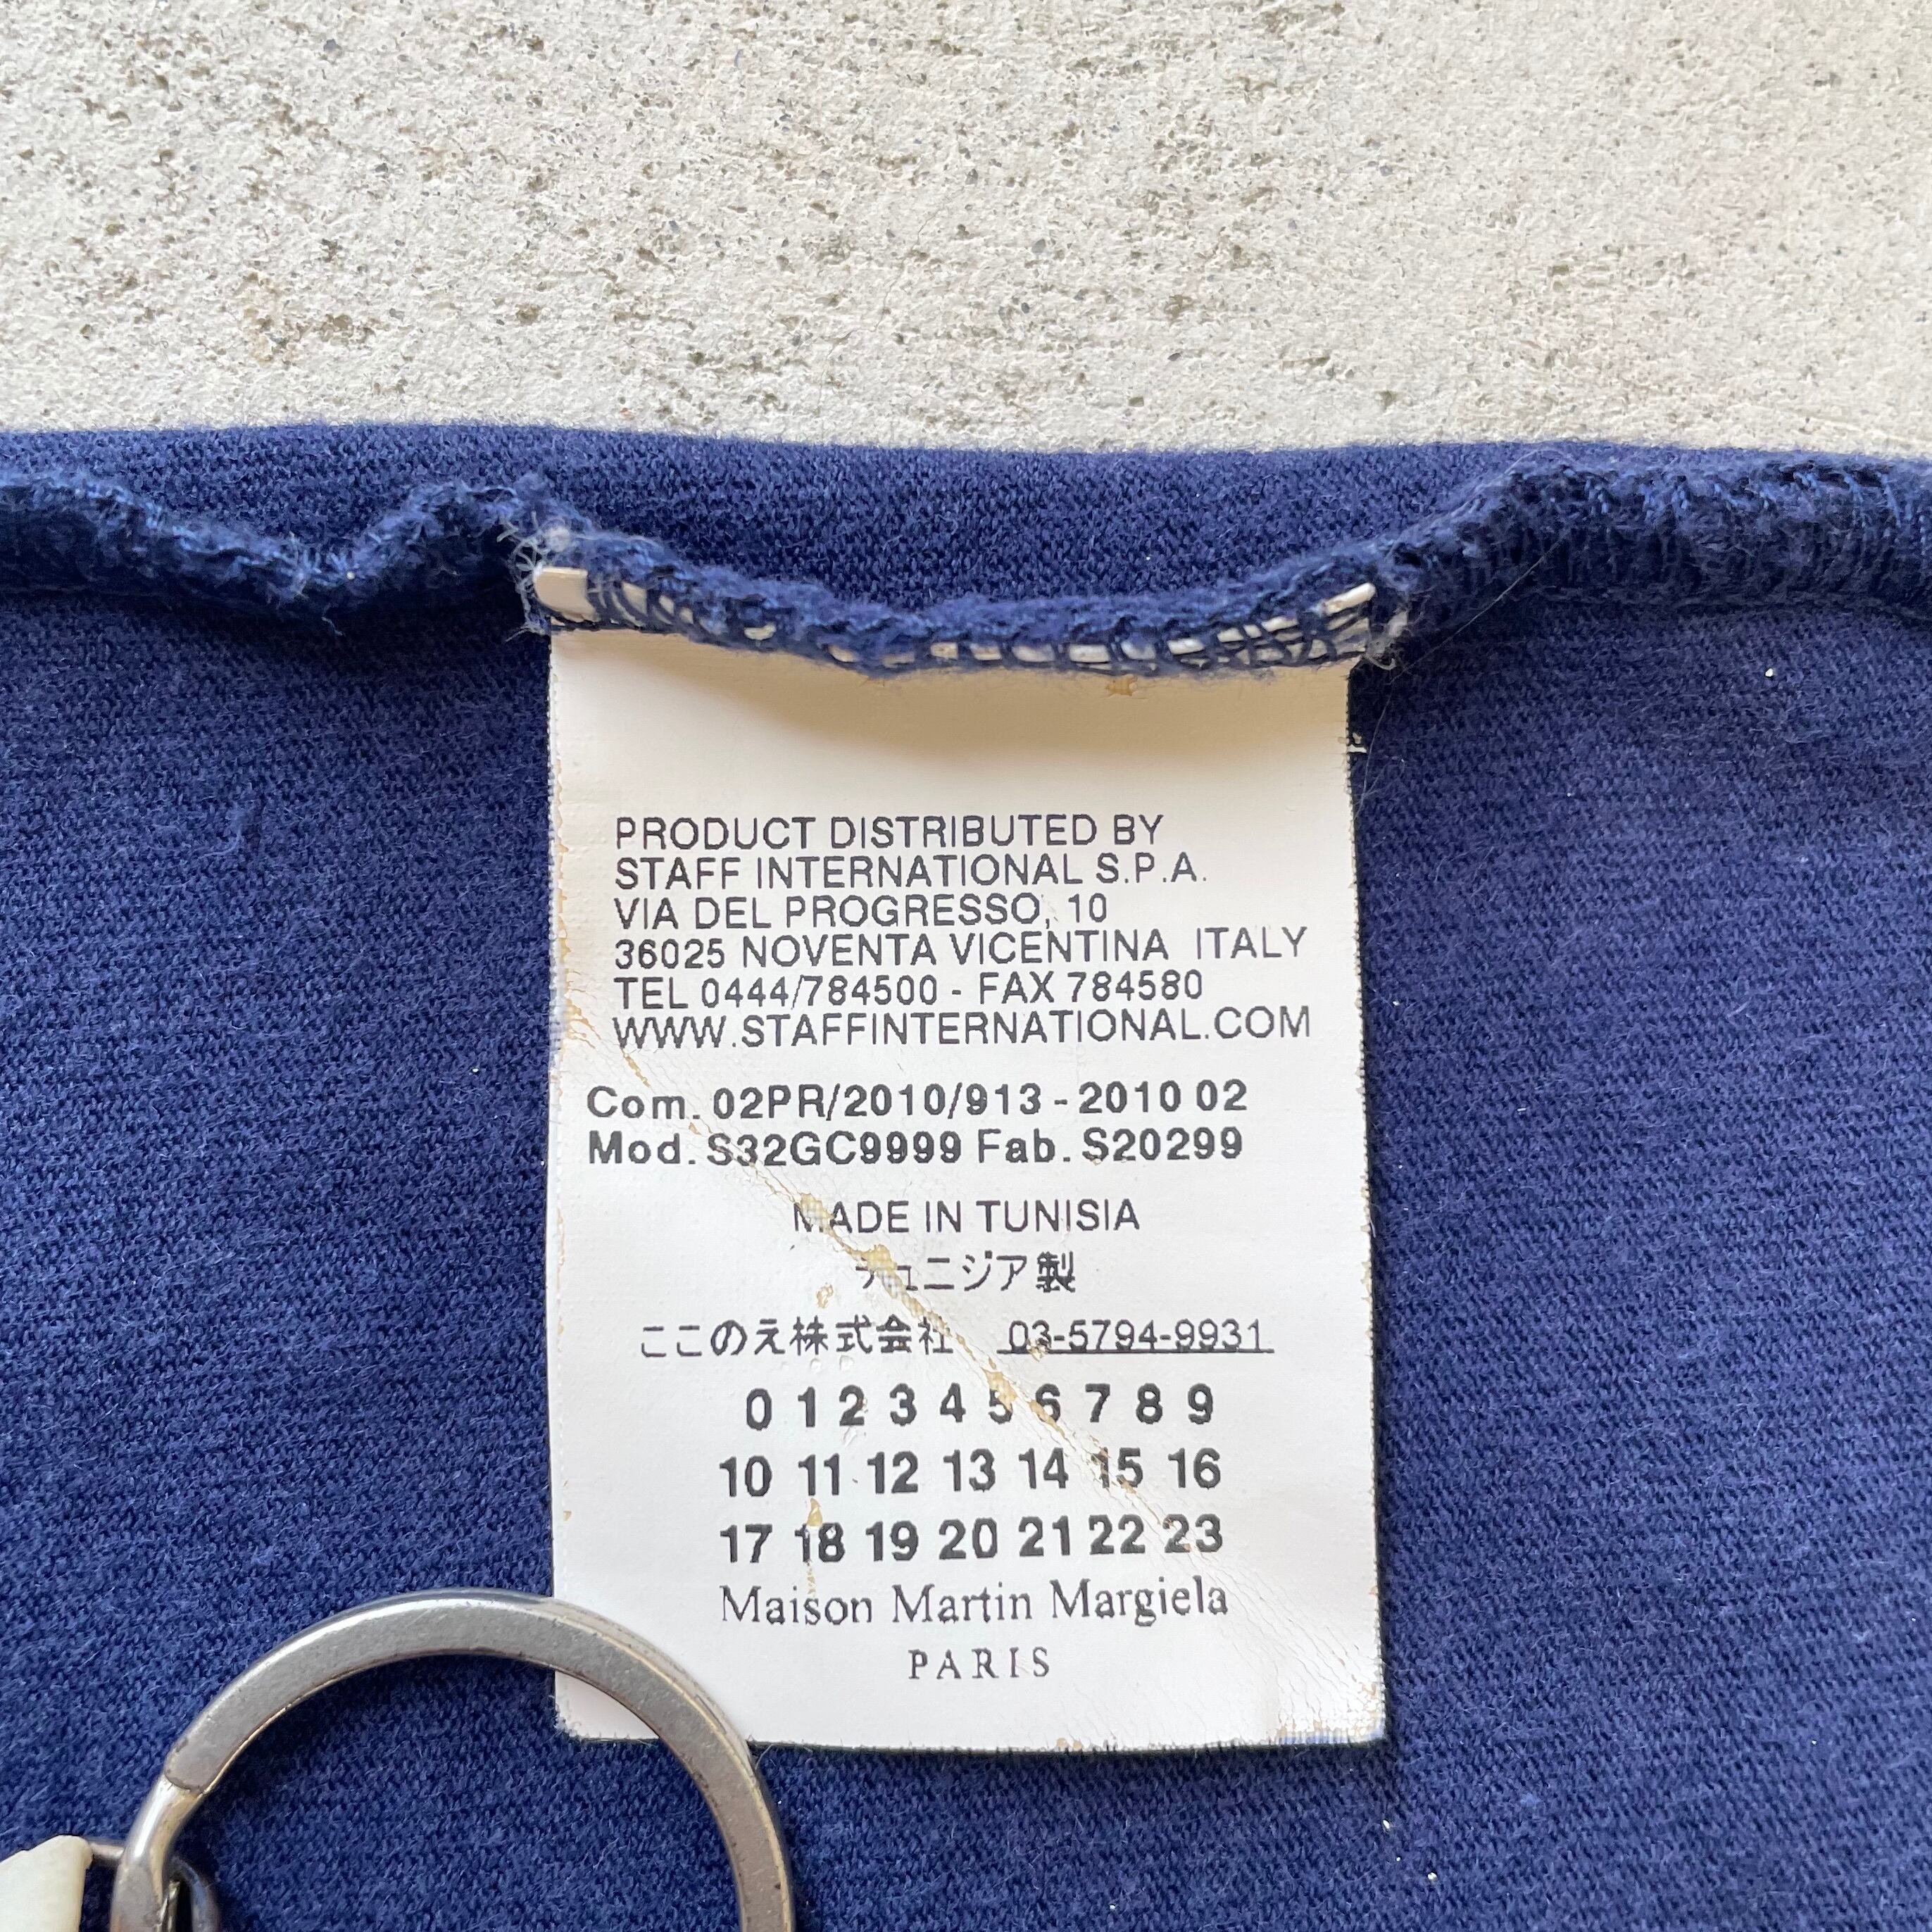 PRODUCT DISTRIBUTED BY
STAFF INTERNATIONAL S.P.A.
VIA DEL PROGRESSO, 10
36025 NOVENTA VICENTINA ITALY
TEL 0444/784500 - FAX 784580
WWW.STAFFINTERNATIONAL.COM
Com. 02PR/2010/913 - 2010 02
Mod. S32GC9999 Fab. S20299
MADE IN TUNISIA
チュニジア製
ここのえ株式会社 03-5794-9931
0 1 2 3 4 5 6 7 8 9
10 11 12 13 14 15 16
17 18 19 20 21 22 23
Maison Martin Margiela
PARIS